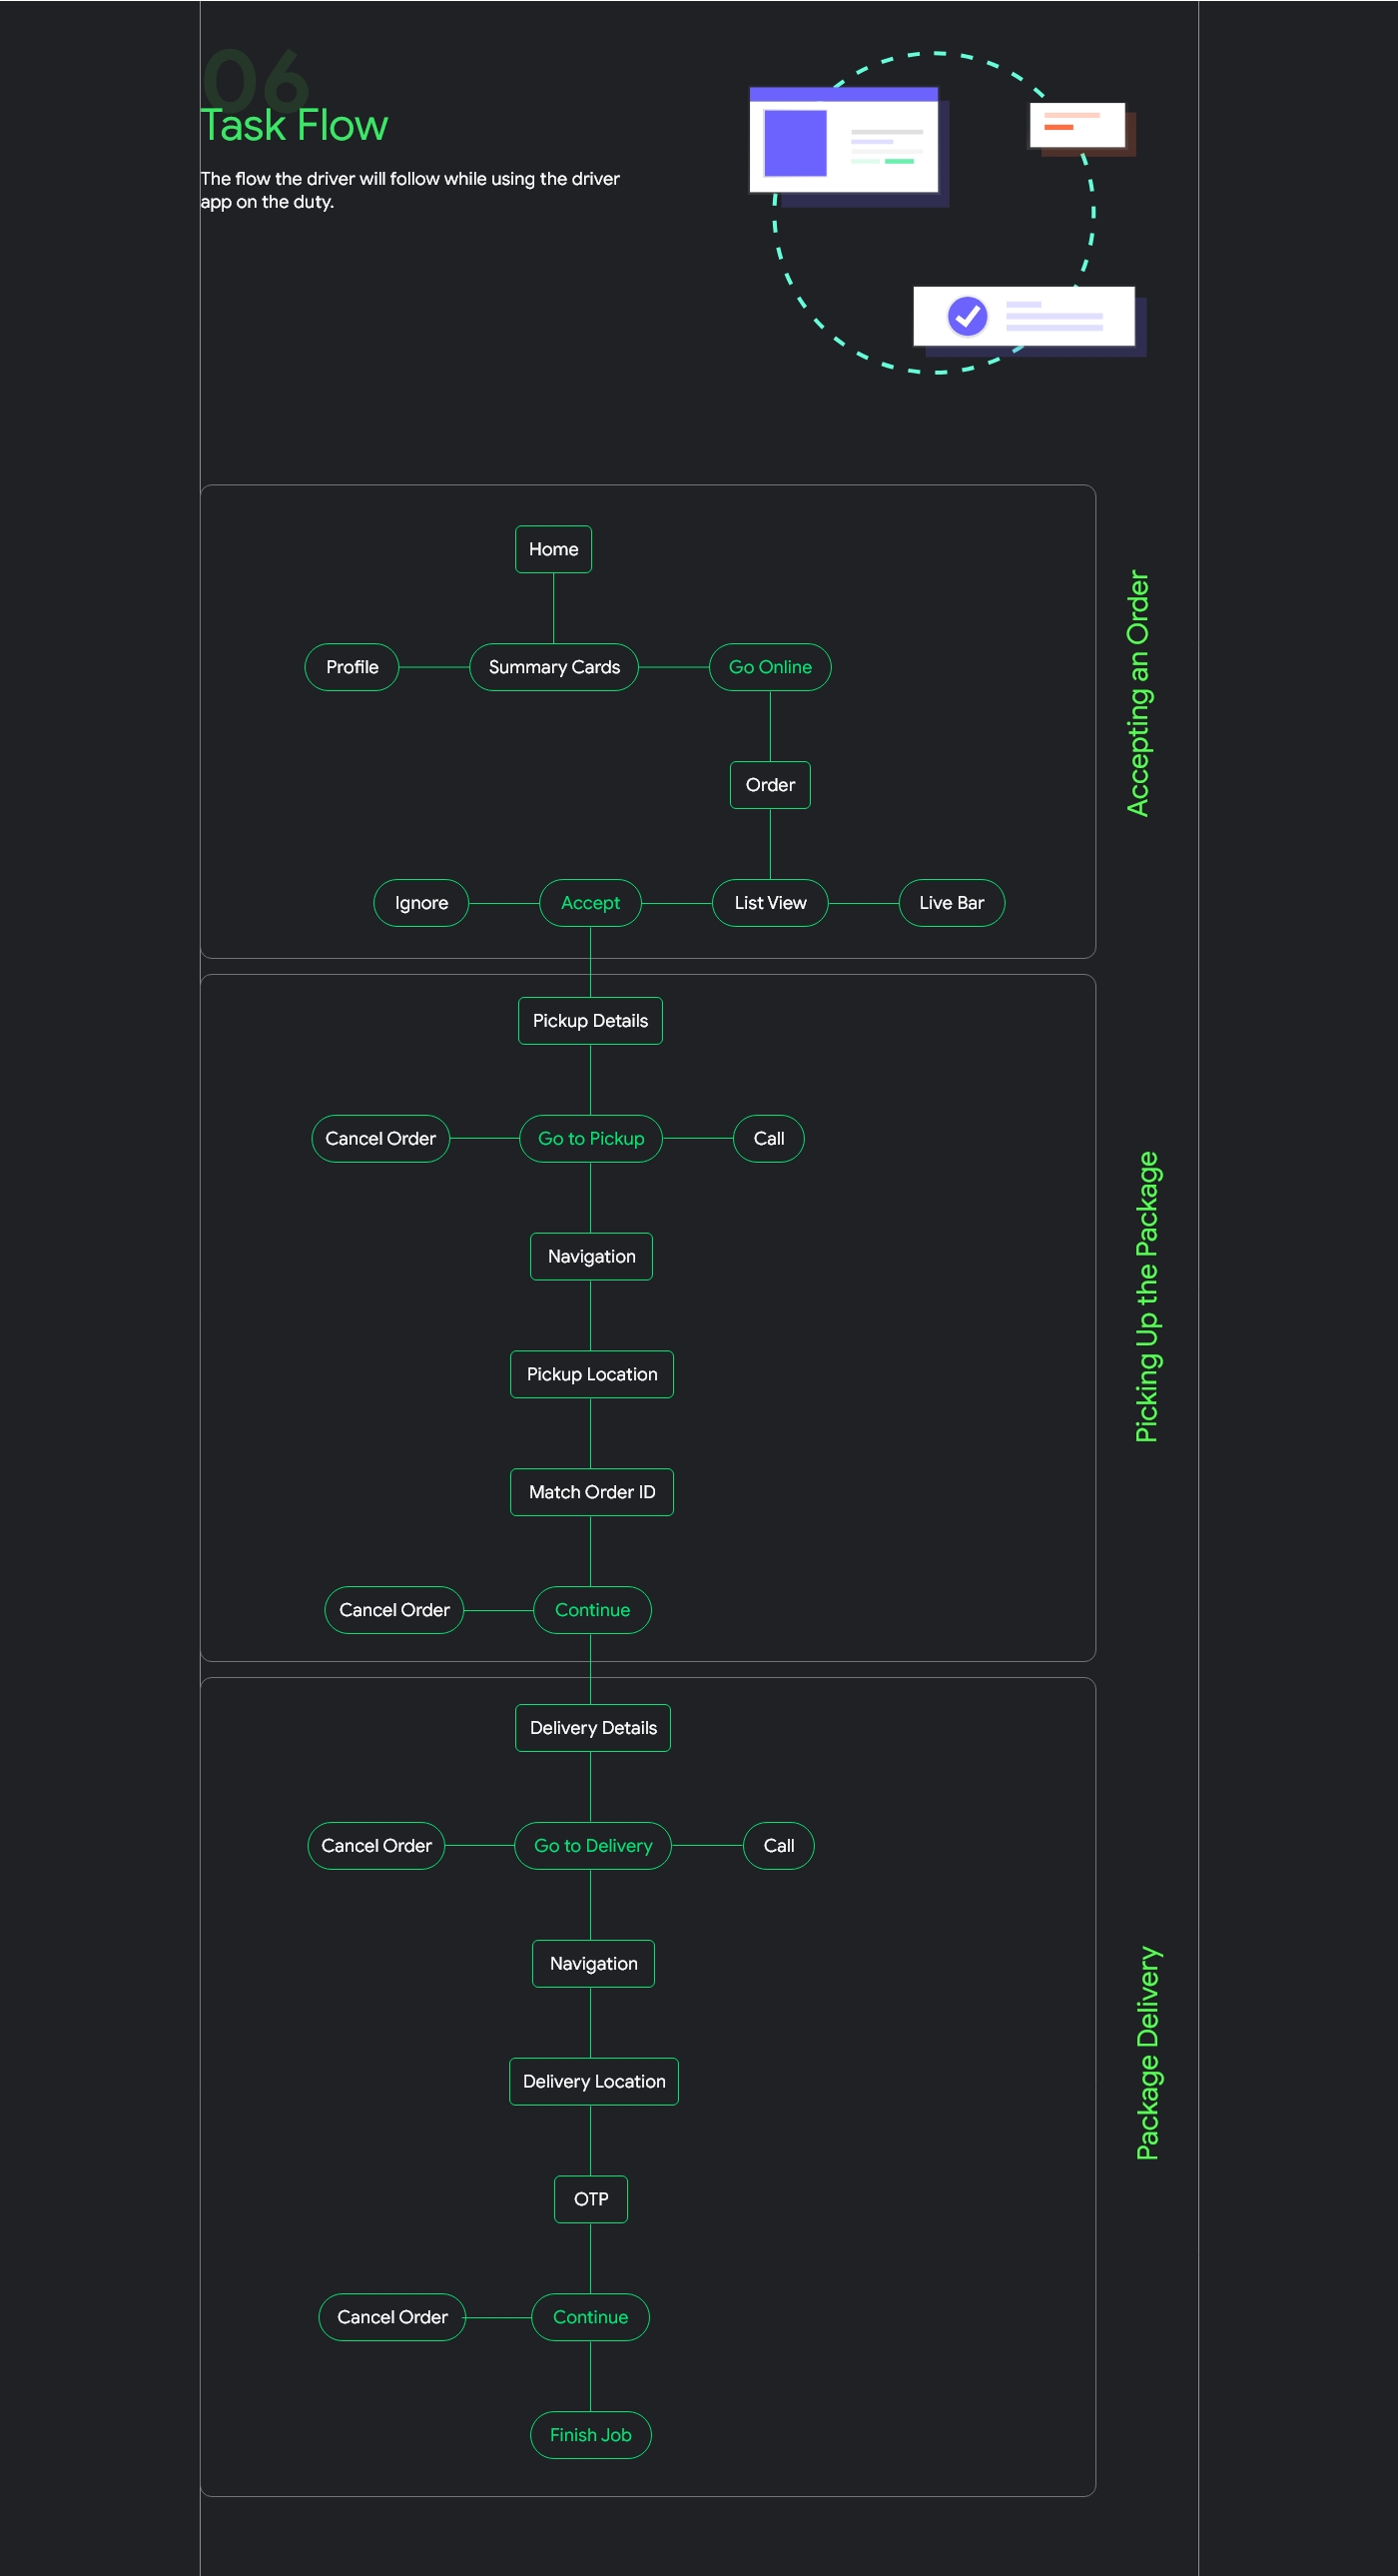 06
Task Flow
The flow the driver will follow while using the driver
app on the duty.
Home
Profile
Summary Cards
Go Online
Order
Ignore
Accept
List View
Live Bar
Accepting an Order
Pickup Details
Cancel Order
Go to Pickup
Call
Navigation
Pickup Location
Match Order ID
Cancel Order
Continue
Picking Up the Package
Delivery Details
Cancel Order
Go to Delivery
Call
Navigation
Delivery Location
OTP
Cancel Order
Continue
Finish Job
Package Delivery